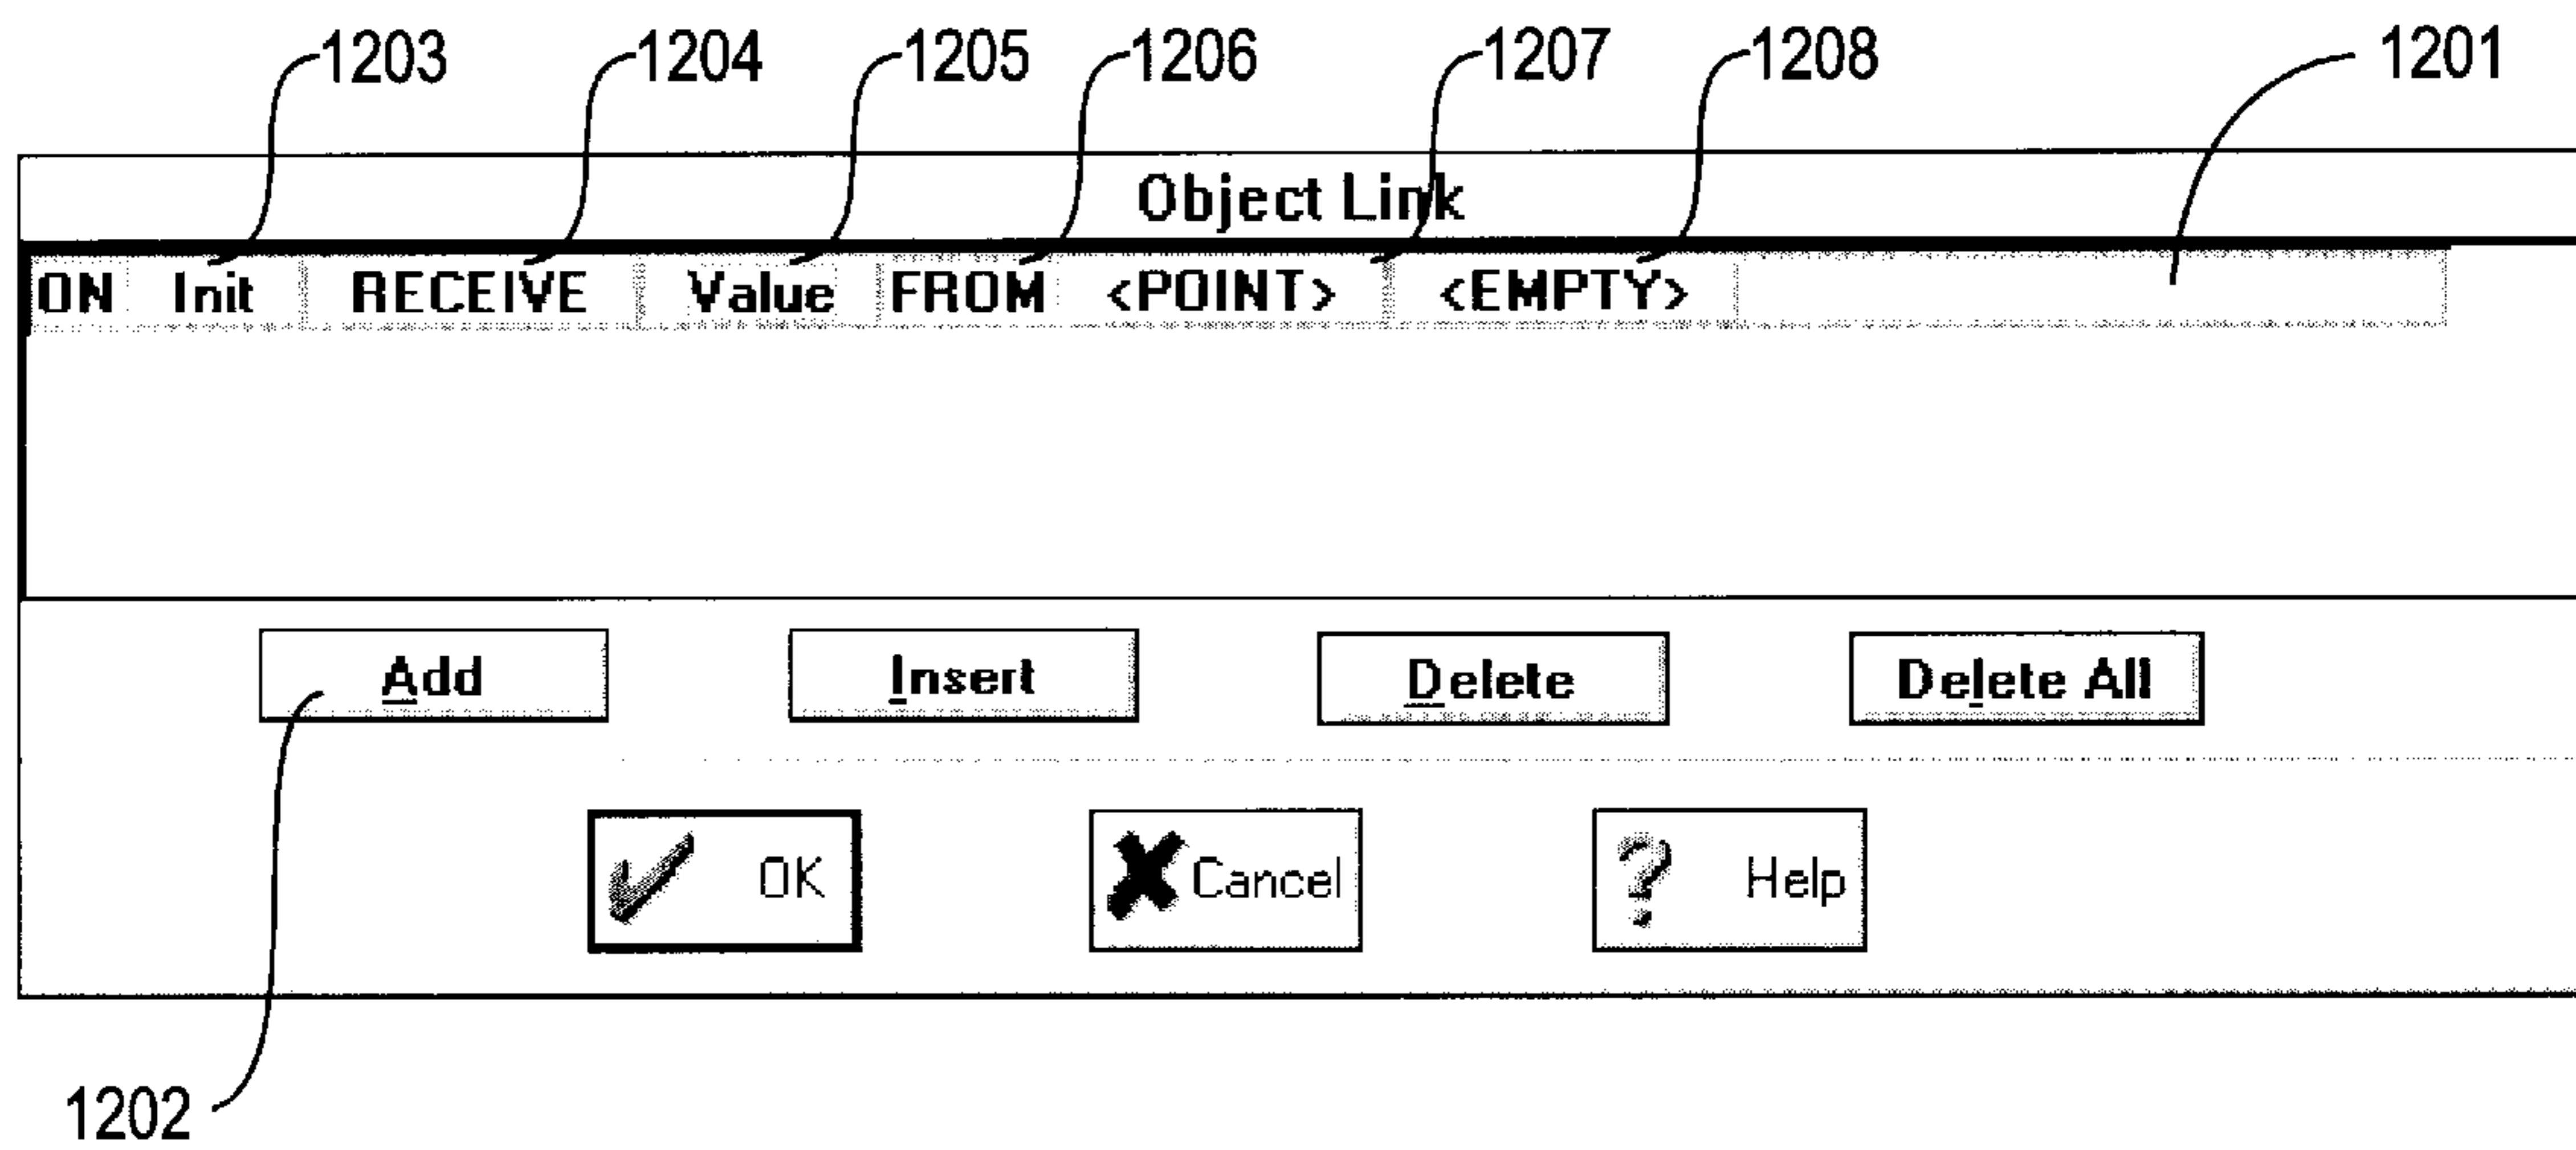 1203 1204 1205 1206 1207 1208 1201
Object Link
ON Init RECEIVE Value FROM <POINT> <EMPTY>
Add Insert Delete Delete All
OK Cancel Help
1202